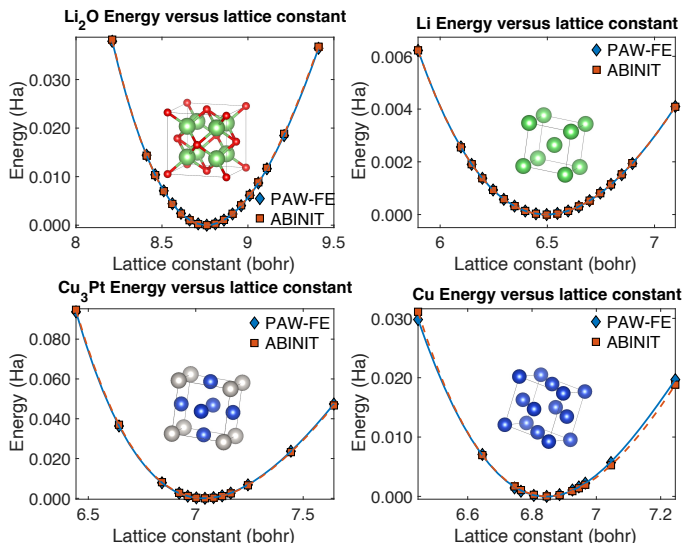 Li2O Energy versus lattice constant
Energy (Ha)
0.030
0.020
0.010
0.000
PAW-FE
ABINIT
8
8.5
9
9.5
Lattice constant (bohr)
Li Energy versus lattice constant
Energy (Ha)
0.006
0.004
0.002
0.000
PAW-FE
ABINIT
6
6.5
7
Lattice constant (bohr)
Cu3Pt Energy versus lattice constant
Energy (Ha)
0.080
0.060
0.040
0.020
0.000
PAW-FE
ABINIT
6.5
7
7.5
Lattice constant (bohr)
Cu Energy versus lattice constant
Energy (Ha)
0.030
0.020
0.010
0.000
PAW-FE
ABINIT
6.6
6.8
7
7.2
Lattice constant (bohr)